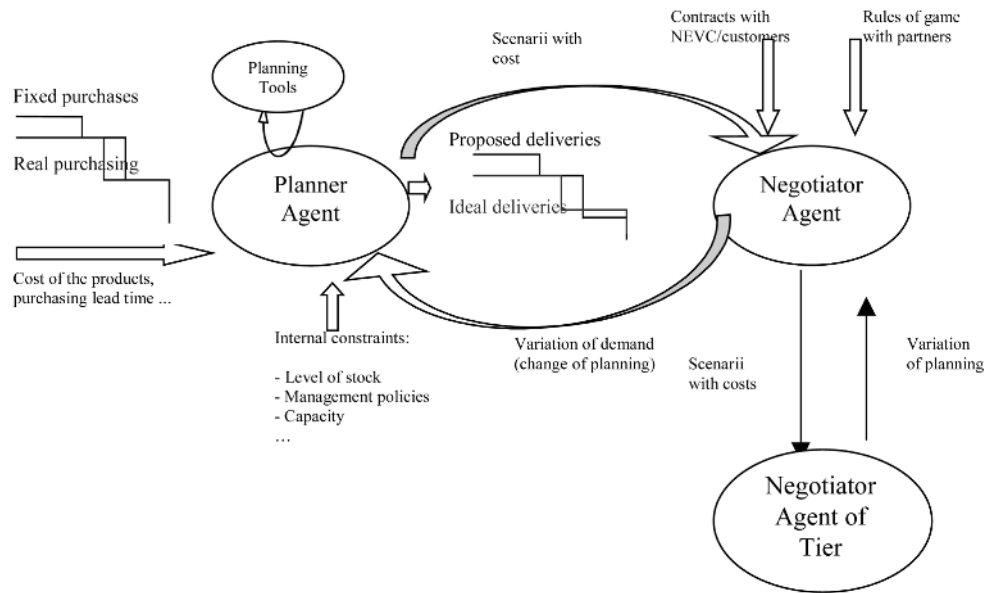 Contracts with
NEVC/customers
Rules of game
with partners
Scenarii with
cost
Planning
Tools
Fixed purchases
Real purchasing
Planner
Agent
Proposed deliveries
Ideal deliveries
Negotiator
Agent
Cost of the products,
purchasing lead time ...
Internal constraints:
- Level of stock
- Management policies
- Capacity
...
Variation of demand
(change of planning)
Scenarii
with costs
Variation
of planning
Negotiator
Agent of
Tier